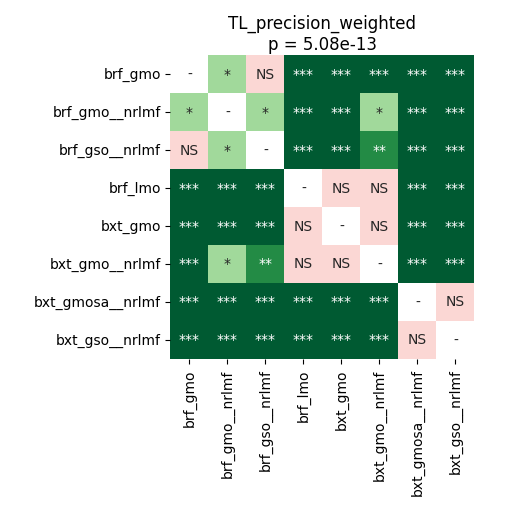 TL_precision_weighted
p = 5.08e-13
brf_gmo - * NS *** *** *** *** ***
brf_gmo__nrlmf * - * *** *** * *** ***
brf_gso__nrlmf NS * - *** *** ** *** ***
brf_lmo *** *** *** - NS NS *** ***
bxt_gmo *** *** *** NS - NS *** ***
bxt_gmo__nrlmf *** * ** NS NS - *** ***
bxt_gmosa__nrlmf *** *** *** *** *** *** - NS
bxt_gso__nrlmf *** *** *** *** *** *** NS -
brf_gmo
brf_gmo__nrlmf
brf_gso__nrlmf
brf_lmo
bxt_gmo
bxt_gmo__nrlmf
bxt_gmosa__nrlmf
bxt_gso__nrlmf